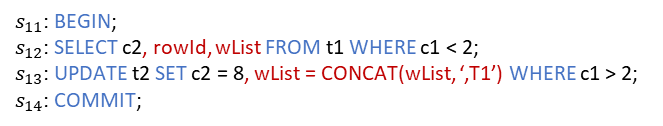 s₁₁: BEGIN;
s₁₂: SELECT c2, rowId, wList FROM t1 WHERE c1 < 2;
s₁₃: UPDATE t2 SET c2 = 8, wList = CONCAT(wList, ‘,T1’) WHERE c1 > 2;
s₁₄: COMMIT;